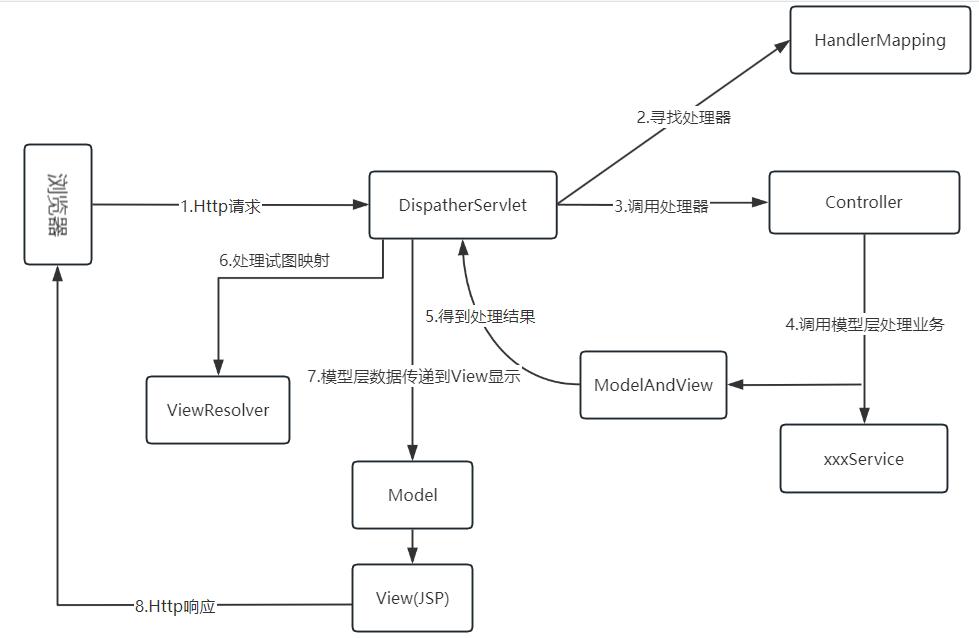 HandlerMapping
2.寻找处理器
浏览器
1.Http请求
DispatherServlet
3.调用处理器
Controller
6.处理试图映射
5.得到处理结果
4.调用模型层处理业务
7.模型层数据传递到View显示
ModelAndView
ViewResolver
xxxService
Model
View(JSP)
8.Http响应